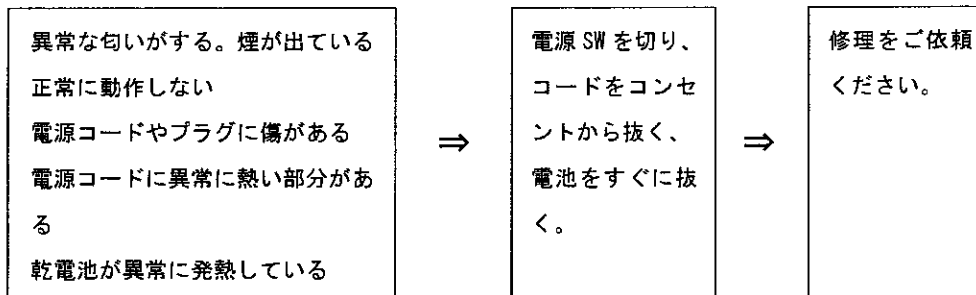 異常な匂いがする。煙が出ている
正常に動作しない
電源コードやプラグに傷がある
電源コードに異常に熱い部分があ
る
乾電池が異常に発熱している
⇒
電源 SW を切り、
コードをコンセ
ントから抜く、
電池をすぐに抜
く。
⇒
修理をご依頼
ください。